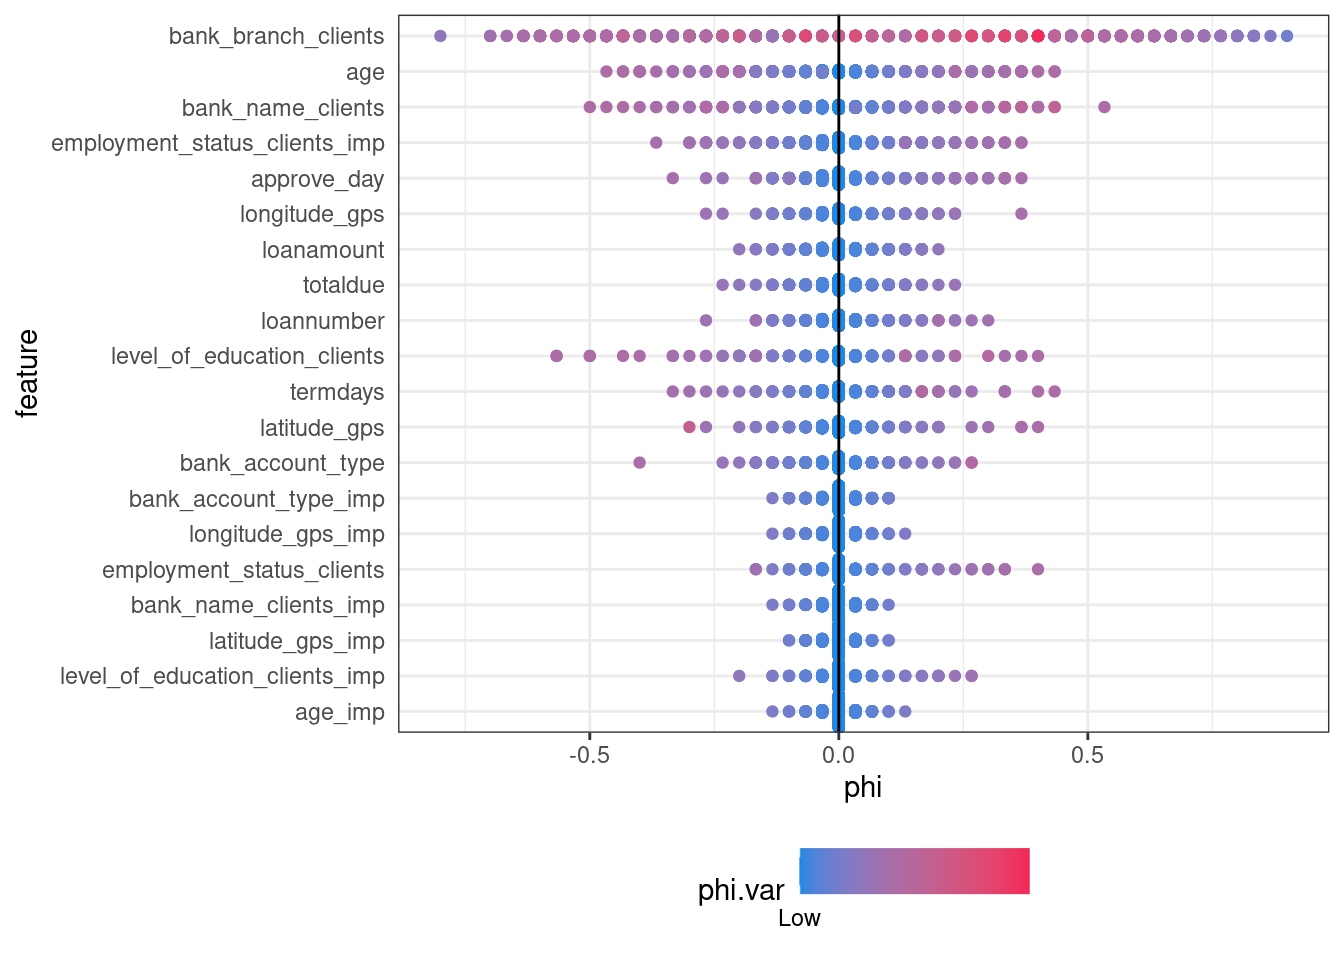 bank_branch_clients
age
bank_name_clients
employment_status_clients_imp
approve_day
longitude_gps
loanamount
totaldue
loannumber
level_of_education_clients
termdays
latitude_gps
bank_account_type
bank_account_type_imp
longitude_gps_imp
employment_status_clients
bank_name_clients_imp
latitude_gps_imp
level_of_education_clients_imp
age_imp
feature
-0.5 0.0 0.5
phi
phi.var
Low